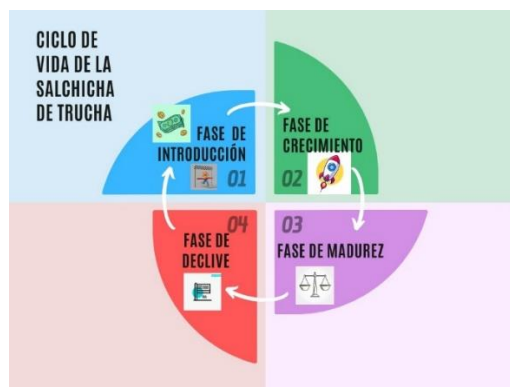 CICLO DE
VIDA DE LA
SALCHICHA
DE TRUCHA
FASE DE
INTRODUCCIÓN
01
FASE DE
CRECIMIENTO
02
03
FASE DE MADUREZ
04
FASE DE
DECLIVE